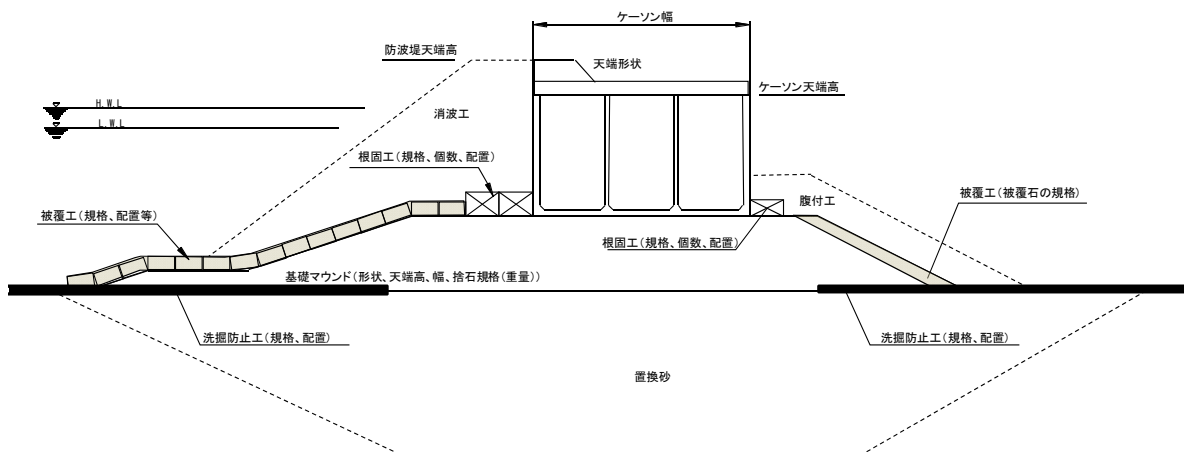 ケーソン幅
防波堤天端高
天端形状
ケーソン天端高
H.W.L
消波工
L.W.L
根固工(規格、個数、配置)
被覆工(規格、配置等)
腹付工
被覆工(被覆石の規格)
根固工(規格、個数、配置)
基礎マウンド(形状、天端高、幅、捨石規格(重量))
洗掘防止工(規格、配置)
洗掘防止工(規格、配置)
置換砂